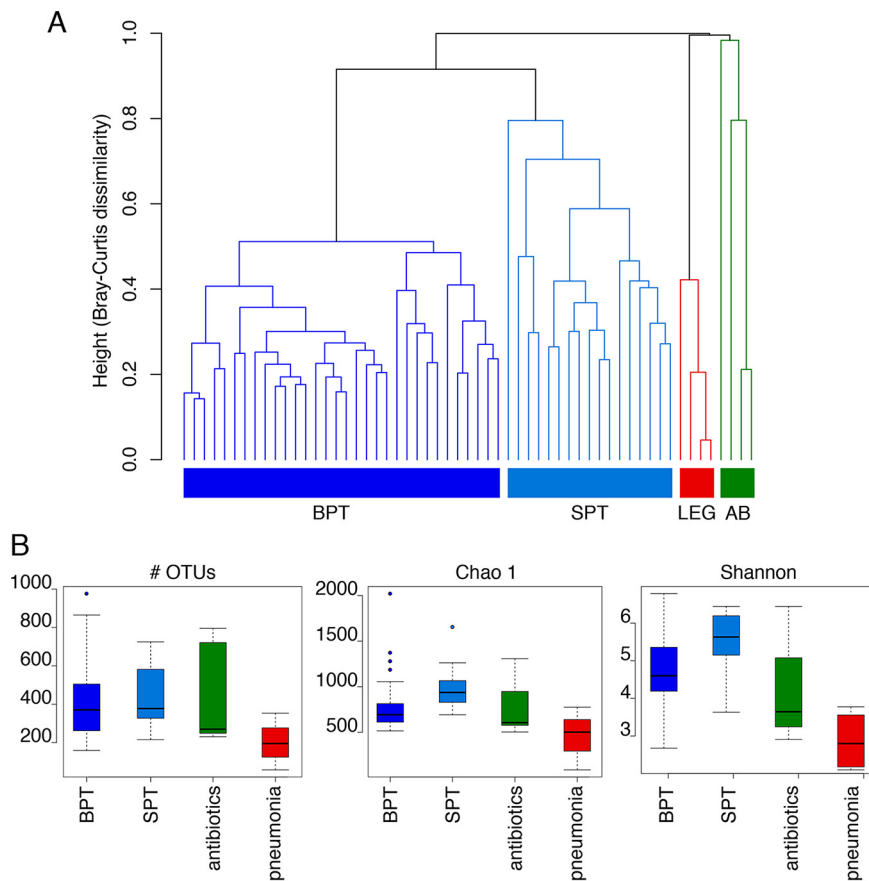 A
Height (Bray-Curtis dissimilarity)
1.0
0.8
0.6
0.4
0.2
0.0
BPT SPT LEG AB
B
# OTUs
1000
800
600
400
200
BPT
SPT
antibiotics
pneumonia
Chao 1
2000
1500
1000
500
BPT
SPT
antibiotics
pneumonia
Shannon
6
5
4
3
BPT
SPT
antibiotics
pneumonia